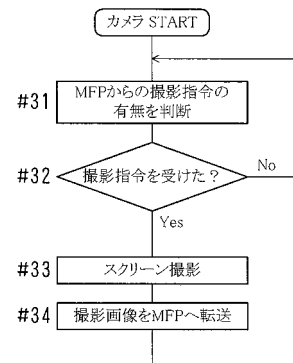 カメラ START
#31
MFPからの撮影指令の
有無を判断
#32
撮影指令を受けた？
No
Yes
#33
スクリーン撮影
#34
撮影画像をMFPへ転送